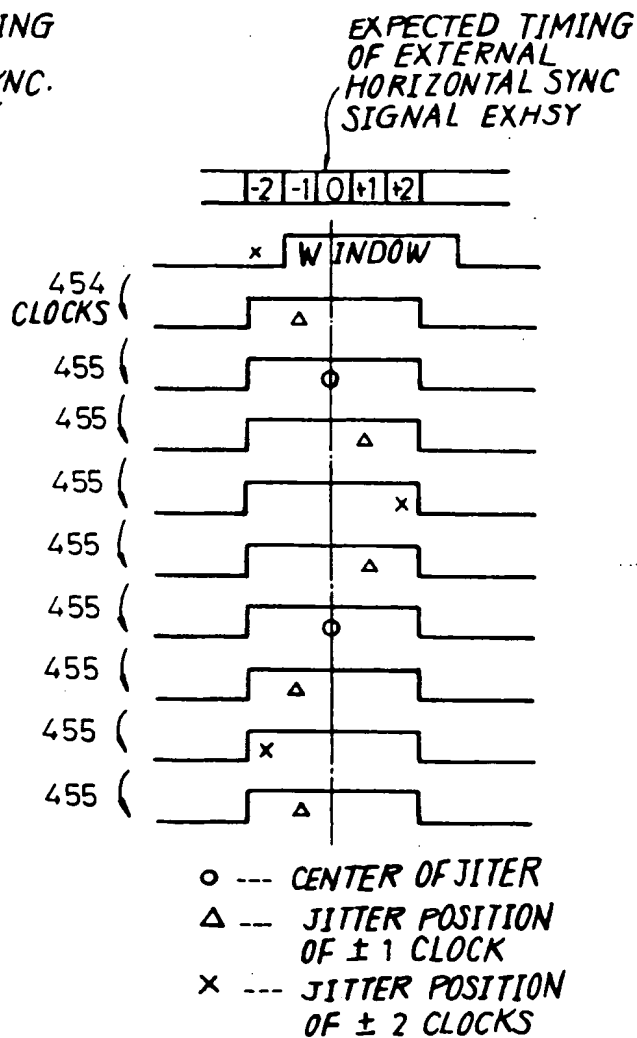 ING
YNC.
EXPECTED TIMING
OF EXTERNAL
HORIZONTAL SYNC
SIGNAL EXHSY
-2 -1 0 +1 +2
WINDOW
454
CLOCKS
455
455
455
455
455
455
455
455
O --- CENTER OF JITER
△ --- JITTER POSITION
OF ± 1 CLOCK
× --- JITTER POSITION
OF ± 2 CLOCKS